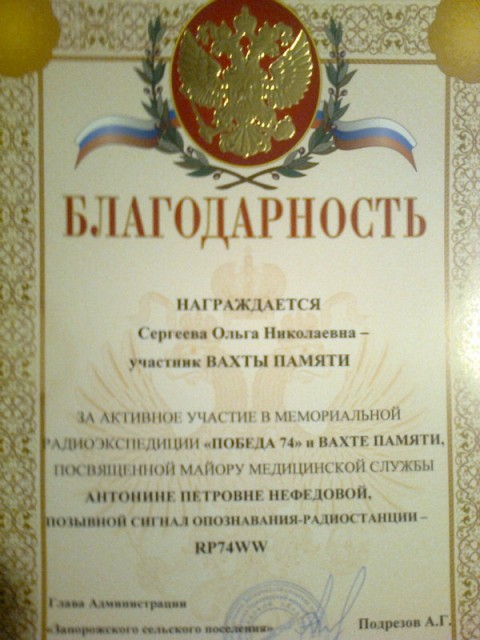 БЛАГОДАРНОСТЬ
НАГРАЖДАЕТСЯ
Сергеева Ольга Николаевна –
участник ВАХТЫ ПАМЯТИ
ЗА АКТИВНОЕ УЧАСТИЕ В МЕМОРИАЛЬНОЙ
РАДИОЭКСПЕДИЦИИ «ПОБЕДА 74» и ВАХТЕ ПАМЯТИ,
ПОСВЯЩЕННОЙ МАЙОРУ МЕДИЦИНСКОЙ СЛУЖБЫ
АНТОНИНЕ ПЕТРОВНЕ НЕФЕДОВОЙ,
ПОЗЫВНОЙ СИГНАЛ ОПОЗНАВАНИЯ-РАДИОСТАНЦИИ –
RP74WW
Глава Администрации
«Запорожского сельского поселения»
Подрезов А.Г.